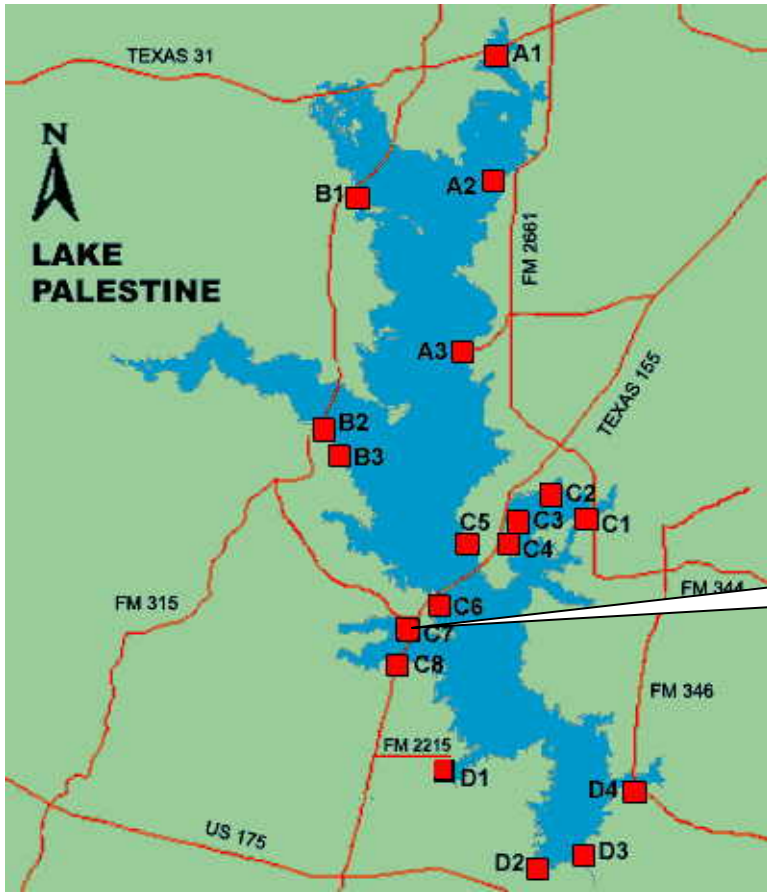 TEXAS 31
A1
N
B1
A2
LAKE
PALESTINE
FM 2661
A3
TEXAS 155
B2
B3
C2
C3
C1
C5
C4
FM 344
FM 315
C6
C7
C8
FM 346
FM 2215
D1
D4
US 175
D2
D3